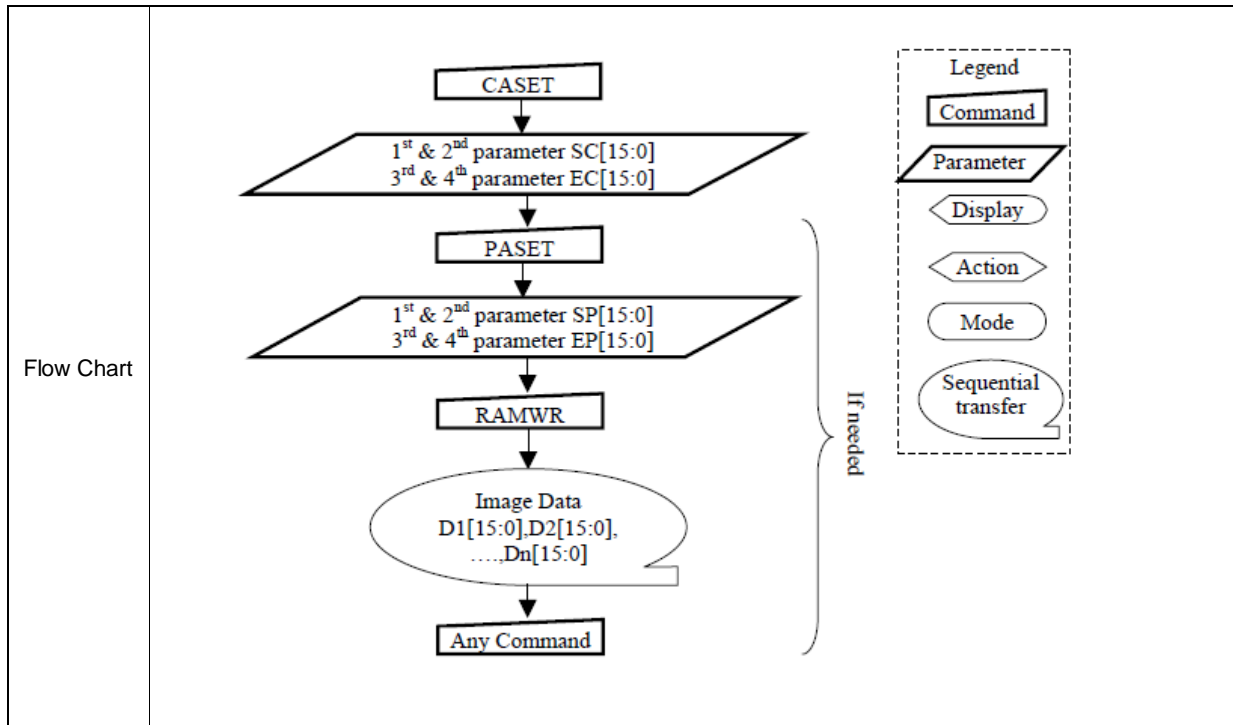 Flow Chart
CASET
1st & 2nd parameter SC[15:0]
3rd & 4th parameter EC[15:0]
PASET
1st & 2nd parameter SP[15:0]
3rd & 4th parameter EP[15:0]
RAMWR
Image Data
D1[15:0],D2[15:0],
….,Dn[15:0]
Any Command
If needed
Legend
Command
Parameter
Display
Action
Mode
Sequential
transfer